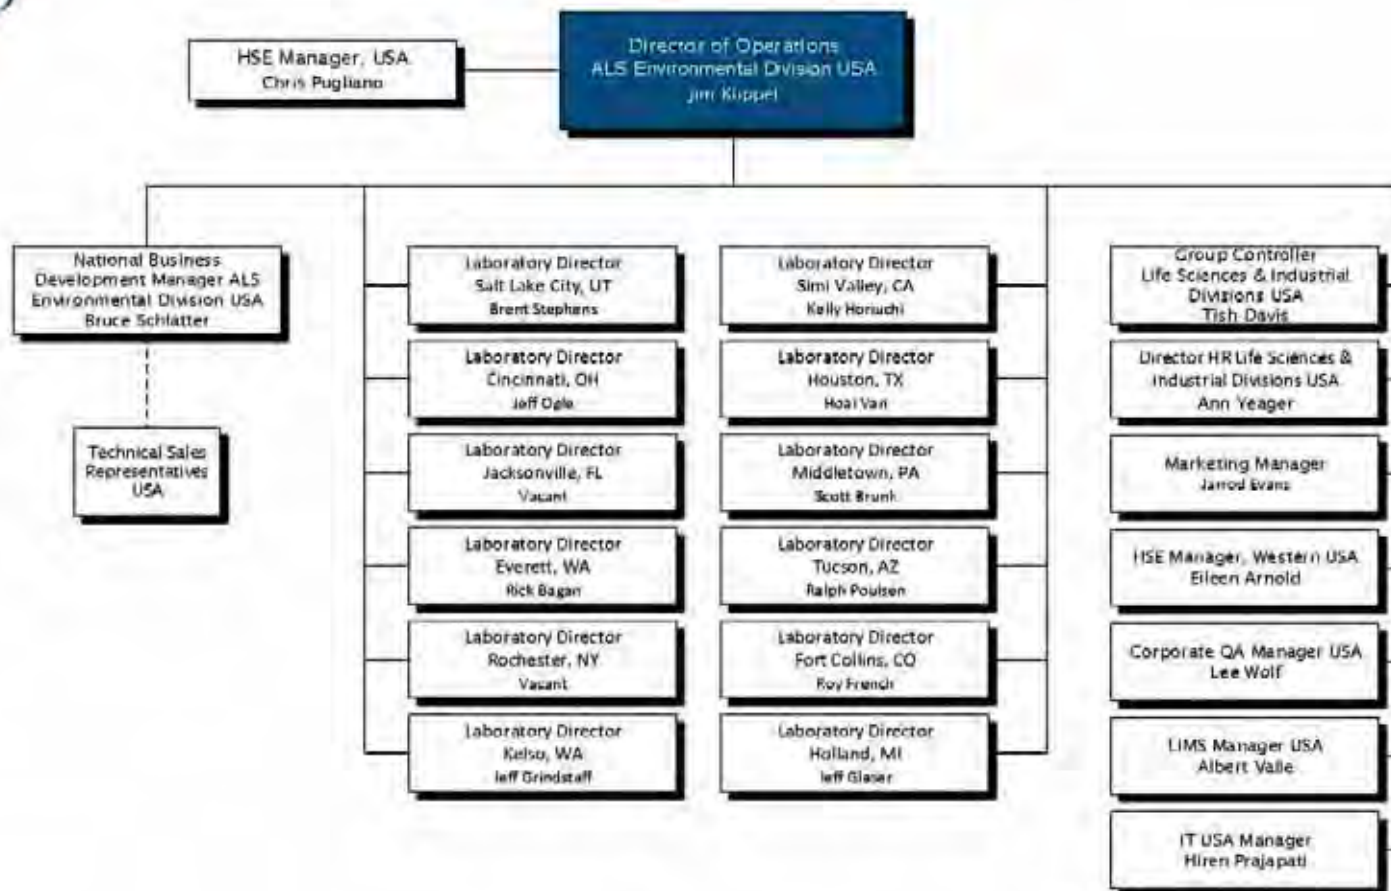 HSE Manager, USA
Chris Pugliano
Director of Operations
ALS Environmental Division USA
Jim Kuppel
National Business
Development Manager ALS
Environmental Division USA
Bruce Schlatter
Technical Sales
Representatives
USA
Laboratory Director
Salt Lake City, UT
Brent Stephens
Laboratory Director
Cincinnati, OH
Jeff Ogle
Laboratory Director
Jacksonville, FL
Vacant
Laboratory Director
Everett, WA
Rick Bagan
Laboratory Director
Rochester, NY
Vacant
Laboratory Director
Kelso, WA
Jeff Grindstaff
Laboratory Director
Simi Valley, CA
Kelly Horiuchi
Laboratory Director
Houston, TX
Hoai Van
Laboratory Director
Middletown, PA
Scott Brunk
Laboratory Director
Tucson, AZ
Ralph Poulsen
Laboratory Director
Fort Collins, CO
Roy French
Laboratory Director
Holland, MI
Jeff Glaser
Group Controller
Life Sciences & Industrial
Divisions USA
Tish Davis
Director HR Life Sciences &
Industrial Divisions USA
Ann Yeager
Marketing Manager
Jarrod Evans
HSE Manager, Western USA
Eileen Arnold
Corporate QA Manager USA
Lee Wolf
LIMS Manager USA
Albert Valle
IT USA Manager
Hiren Prajapati